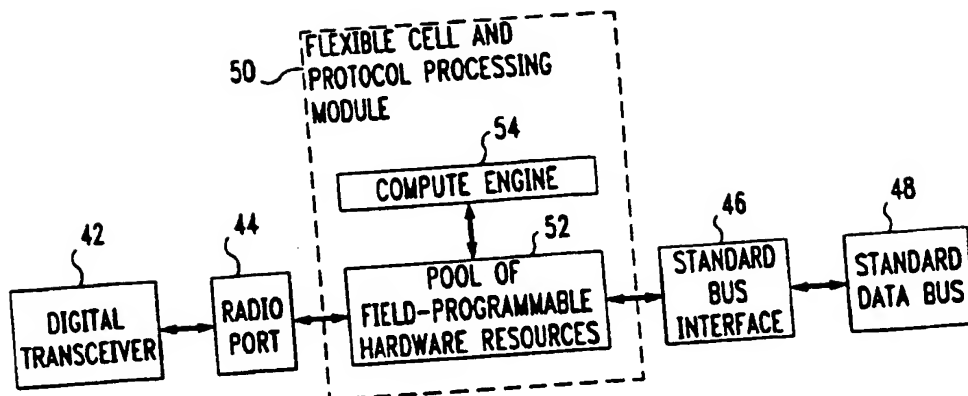 FLEXIBLE CELL AND
PROTOCOL PROCESSING
MODULE
50
54
COMPUTE ENGINE
42
44
52
46
48
DIGITAL
TRANSCEIVER
RADIO
PORT
POOL OF
FIELD-PROGRAMMABLE
HARDWARE RESOURCES
STANDARD
BUS
INTERFACE
STANDARD
DATA BUS